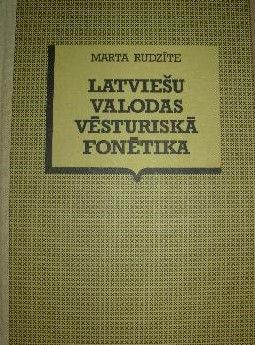 MARTA RUDZĪTE
LATVIEŠU
VALODAS
VĒSTURISKĀ
FONĒTIKA